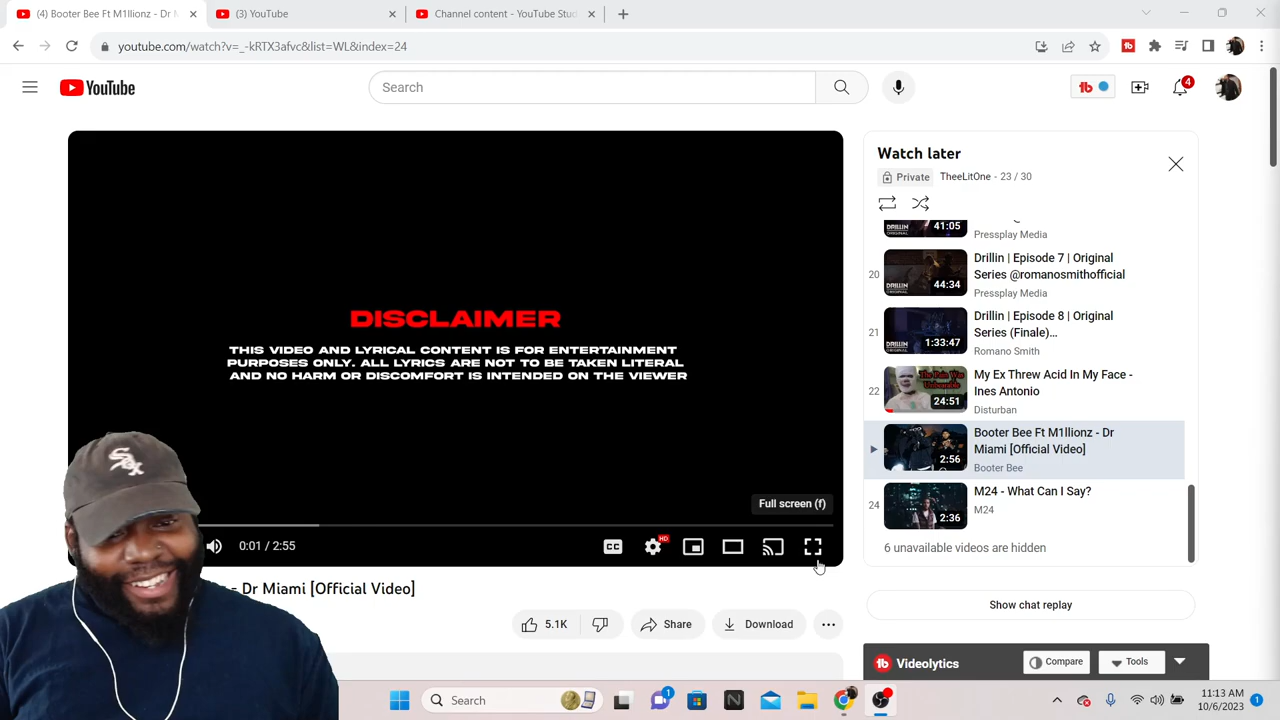 (4) Booter Bee Ft M1llionz - Dr M
(3) YouTube
Channel content - YouTube Stud
youtube.com/watch?v=_-kRTX3afvc&list=WL&index=24
YouTube
Search
tb
4
DISCLAIMER
THIS VIDEO AND LYRICAL CONTENT IS FOR ENTERTAINMENT
PURPOSES ONLY. ALL LYRICS ARE NOT TO BE TAKEN LITERAL
AND NO HARM OR DISCOMFORT IS INTENDED ON THE VIEWER
Full screen (f)
0:01 / 2:55
CC
HD
- Dr Miami [Official Video]
5.1K
Share
Download
Watch later
Private
TheeLitOne - 23 / 30
41:05
Pressplay Media
20
44:34
Drillin | Episode 7 | Original
Series @romanosmithofficial
Pressplay Media
21
1:33:47
Drillin | Episode 8 | Original
Series (Finale)…
Romano Smith
22
24:51
My Ex Threw Acid In My Face -
Ines Antonio
Disturban
2:56
Booter Bee Ft M1llionz - Dr
Miami [Official Video]
Booter Bee
24
2:36
M24 - What Can I Say?
M24
6 unavailable videos are hidden
Show chat replay
tb
Videolytics
Compare
Tools
Search
1
11:13 AM
10/6/2023
1